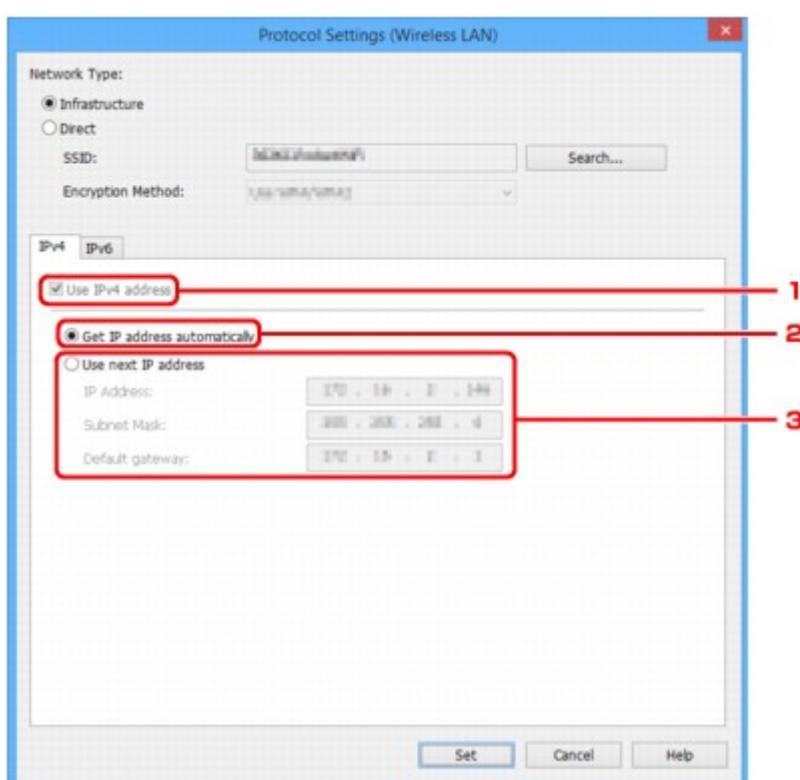 Protocol Settings (Wireless LAN)
Network Type:
Infrastructure
Direct
SSID:
Search...
Encryption Method:
IPv4 IPv6
Use IPv4 address
1
Get IP address automatically
2
Use next IP address
IP Address:
Subnet Mask:
3
Default gateway:
Set Cancel Help